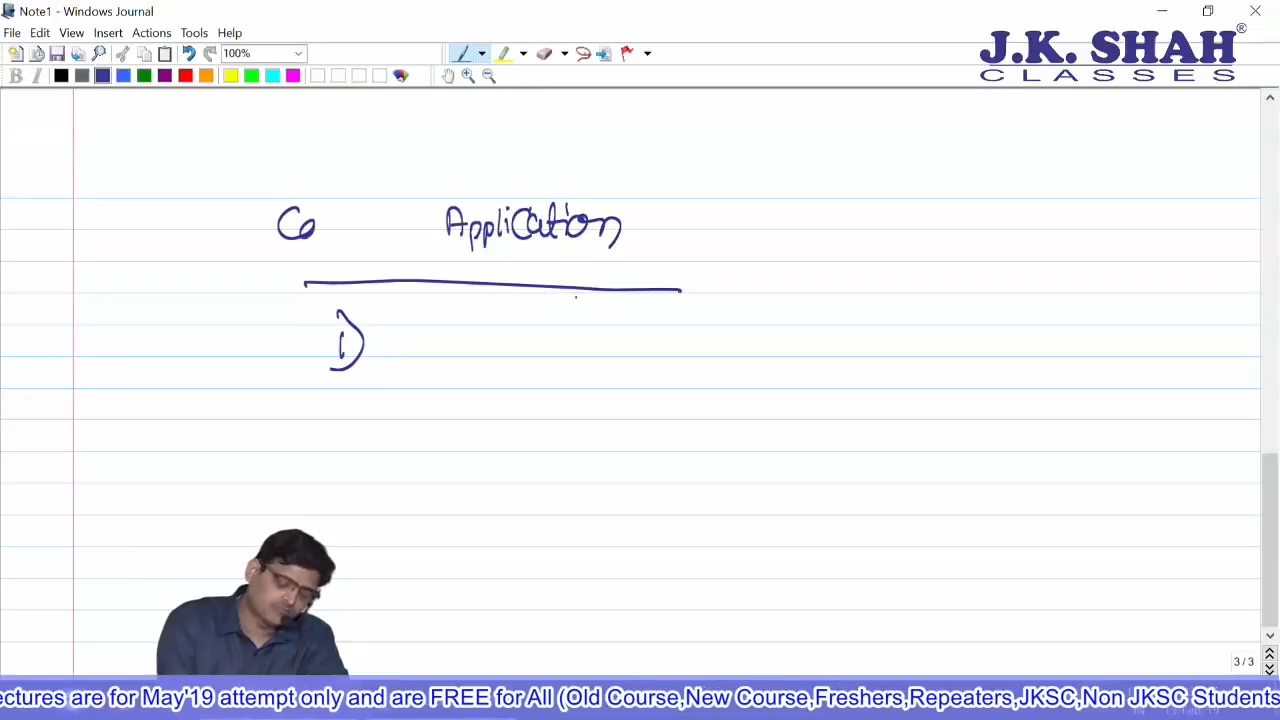 Note1 - Windows Journal
File Edit View Insert Actions Tools Help
100%
J.K. SHAH®
CLASSES
Co Application
1)
3 / 3
ectures are for May'19 attempt only and are FREE for All (Old Course,New Course,Freshers,Repeaters,JKSC,Non JKSC Students